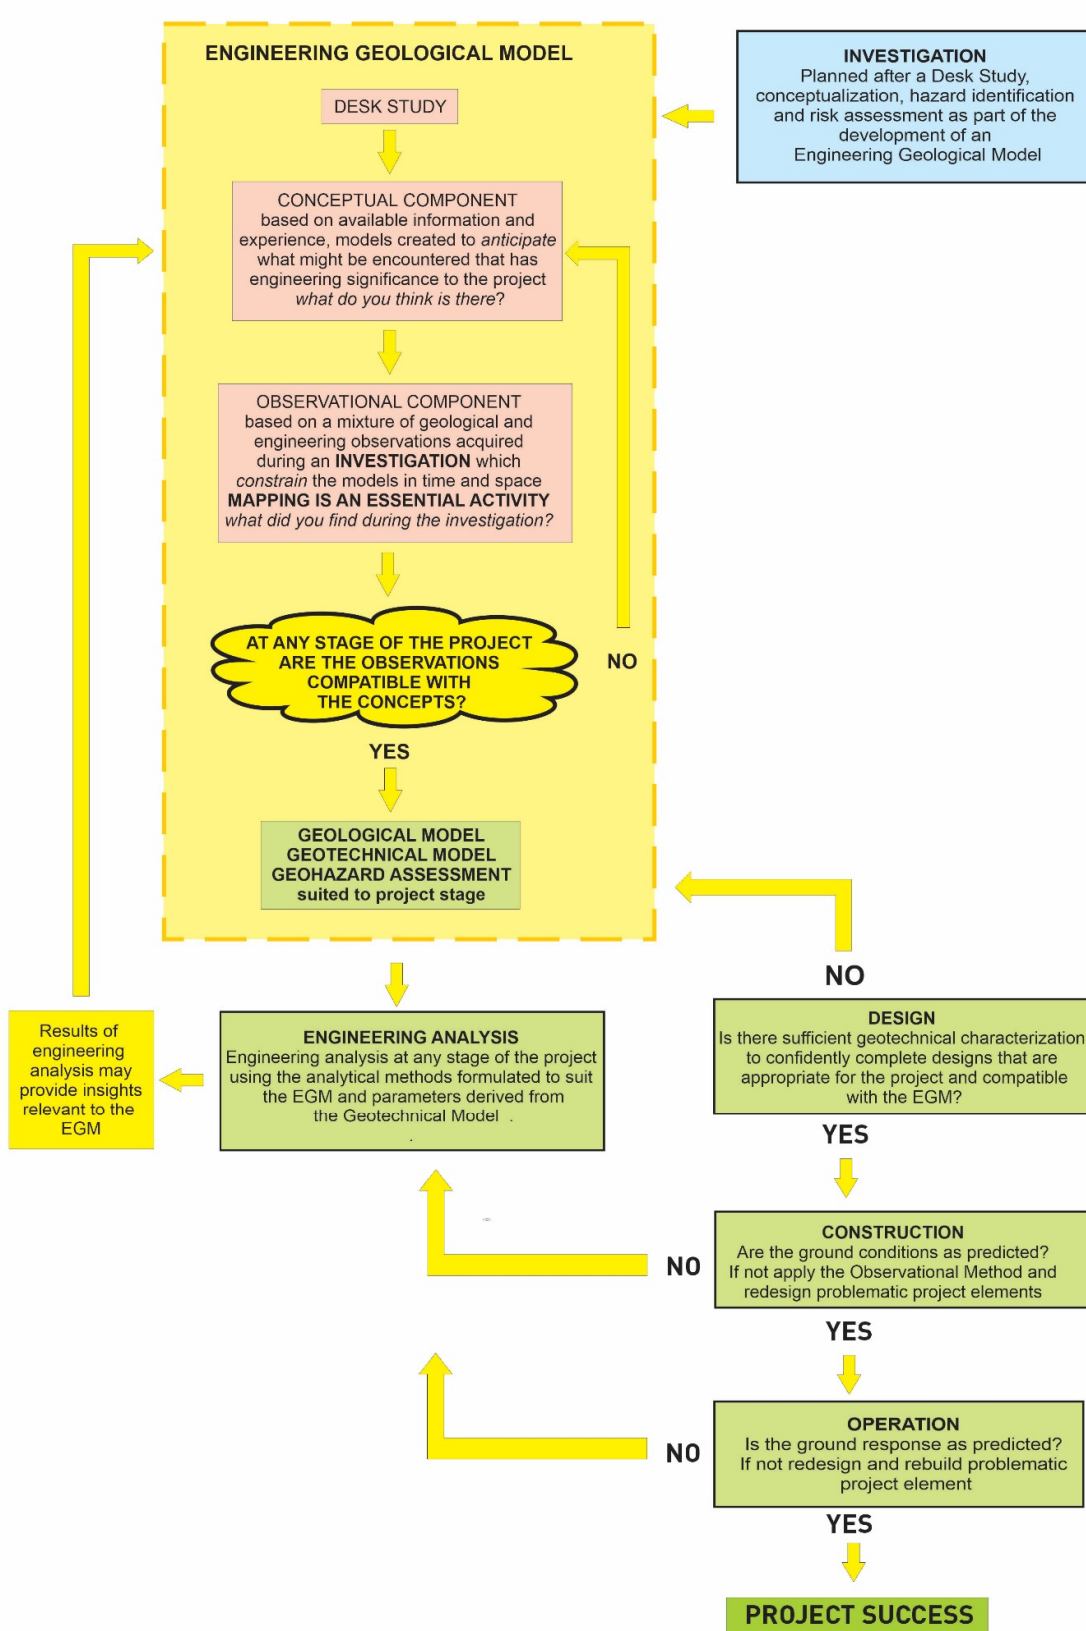 ENGINEERING GEOLOGICAL MODEL
DESK STUDY
CONCEPTUAL COMPONENT
based on available information and
experience, models created to anticipate
what might be encountered that has
engineering significance to the project
what do you think is there?
OBSERVATIONAL COMPONENT
based on a mixture of geological and
engineering observations acquired
during an INVESTIGATION which
constrain the models in time and space
MAPPING IS AN ESSENTIAL ACTIVITY
what did you find during the investigation?
AT ANY STAGE OF THE PROJECT
ARE THE OBSERVATIONS
COMPATIBLE WITH
THE CONCEPTS?
NO
YES
GEOLOGICAL MODEL
GEOTECHNICAL MODEL
GEOHAZARD ASSESSMENT
suited to project stage
INVESTIGATION
Planned after a Desk Study,
conceptualization, hazard identification
and risk assessment as part of the
development of an
Engineering Geological Model
ENGINEERING ANALYSIS
Engineering analysis at any stage of the project
using the analytical methods formulated to suit
the EGM and parameters derived from
the Geotechnical Model .
.
Results of
engineering
analysis may
provide insights
relevant to the
EGM
NO
DESIGN
Is there sufficient geotechnical characterization
to confidently complete designs that are
appropriate for the project and compatible
with the EGM?
YES
CONSTRUCTION
Are the ground conditions as predicted?
If not apply the Observational Method and
redesign problematic project elements
NO
YES
OPERATION
Is the ground response as predicted?
If not redesign and rebuild problematic
project element
NO
YES
PROJECT SUCCESS